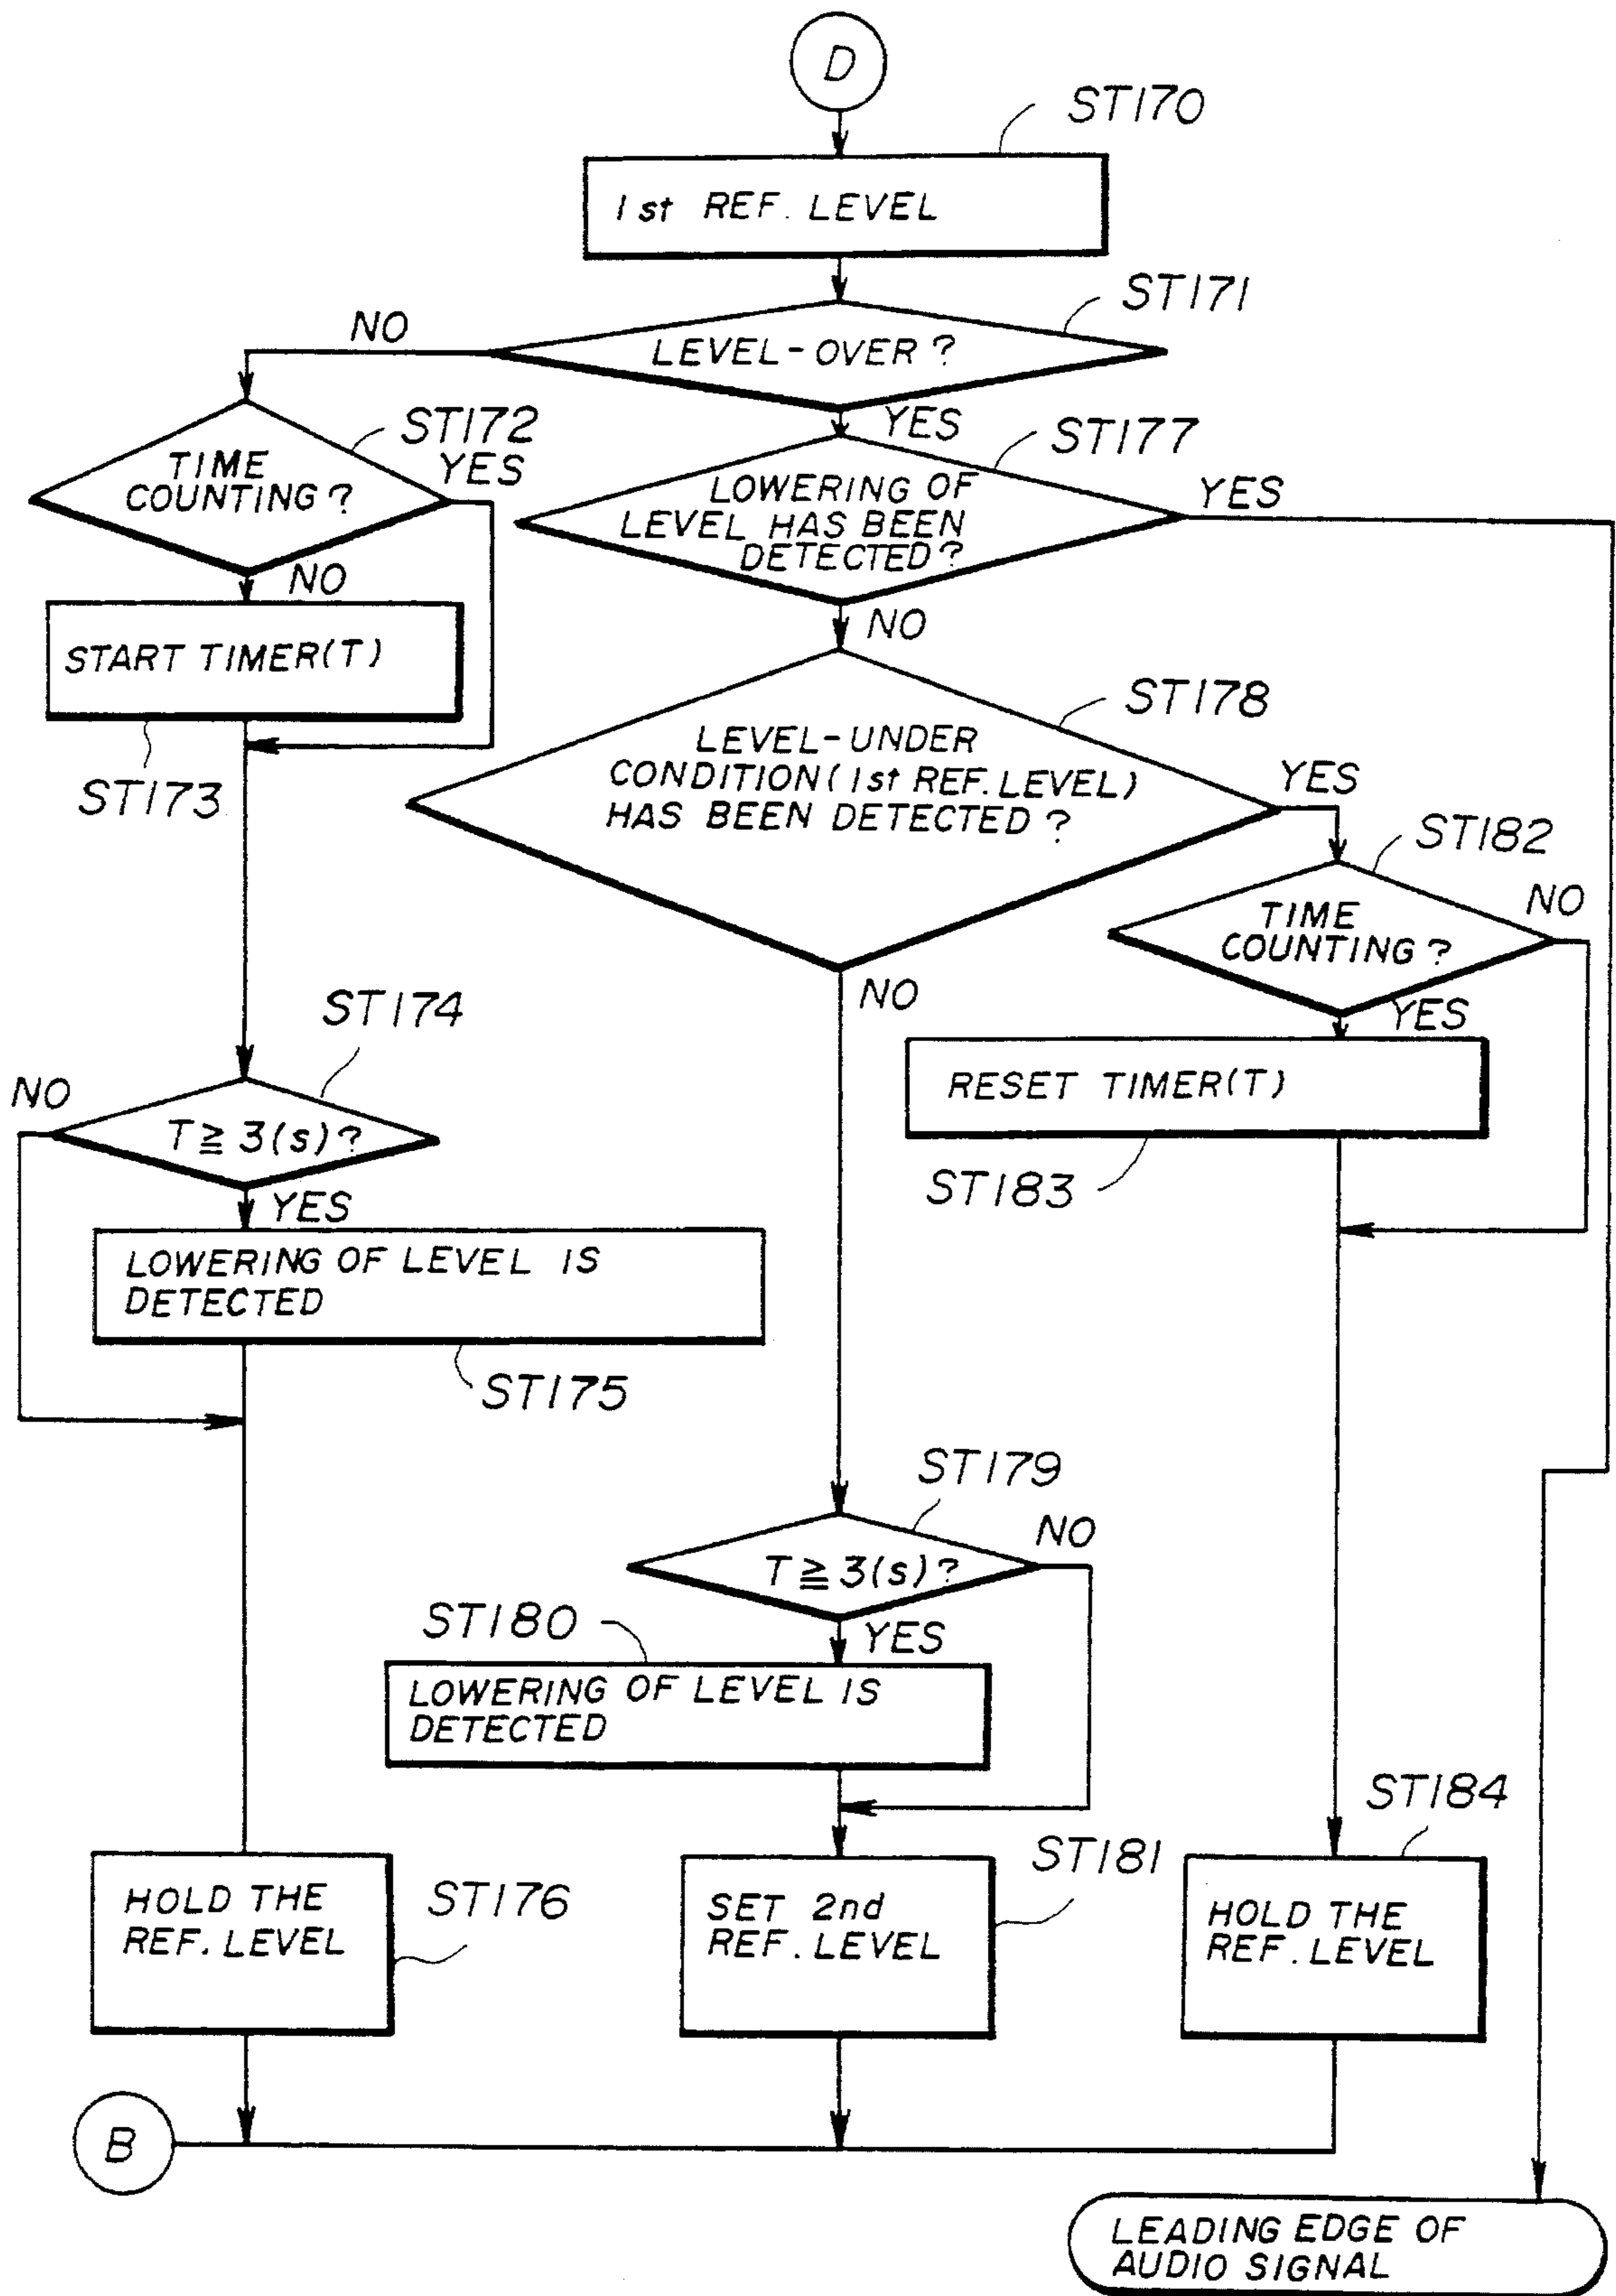 D
ST170
1st REF. LEVEL
ST171
NO
LEVEL-OVER?
YES
ST172
YES
TIME
COUNTING?
NO
ST177
LOWERING OF
LEVEL HAS BEEN
DETECTED?
YES
NO
START TIMER(T)
ST173
ST178
LEVEL-UNDER
CONDITION(1st REF. LEVEL)
HAS BEEN DETECTED?
YES
NO
ST182
TIME
COUNTING?
NO
YES
RESET TIMER(T)
ST183
ST174
NO
T≧3(s)?
YES
LOWERING OF LEVEL IS
DETECTED
ST175
ST179
T≧3(s)?
NO
YES
ST180
LOWERING OF LEVEL IS
DETECTED
HOLD THE
REF. LEVEL
ST176
SET 2nd
REF. LEVEL
ST181
ST184
HOLD THE
REF. LEVEL
B
LEADING EDGE OF
AUDIO SIGNAL